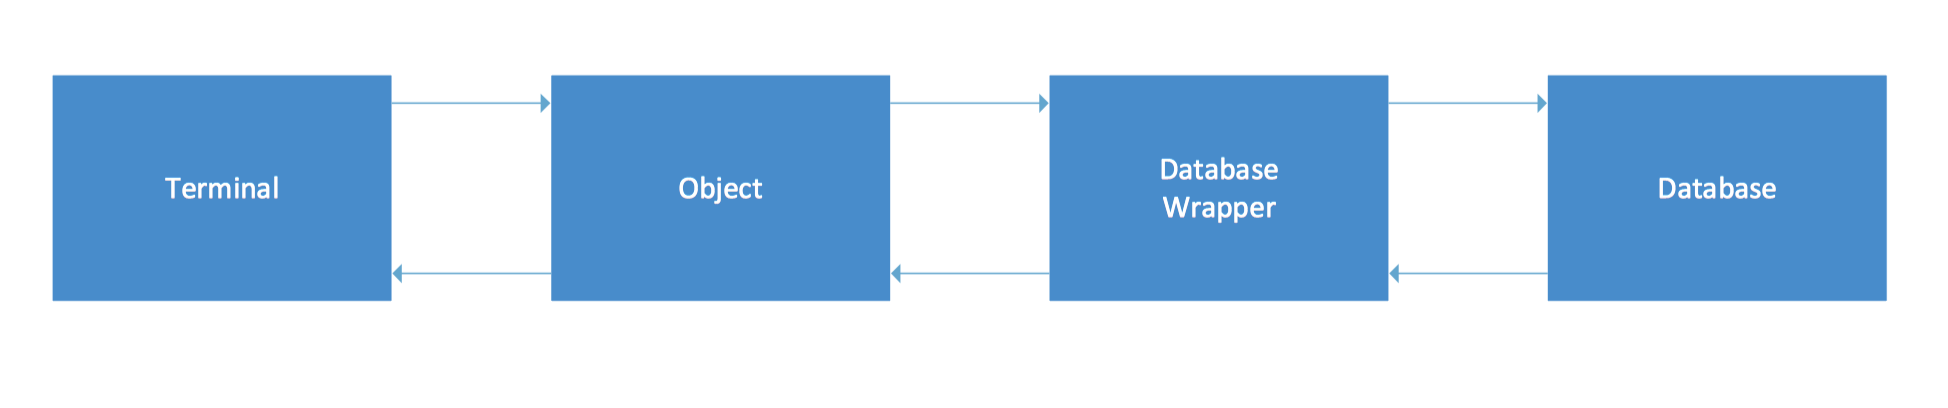 Terminal
Object
Database
Wrapper
Database